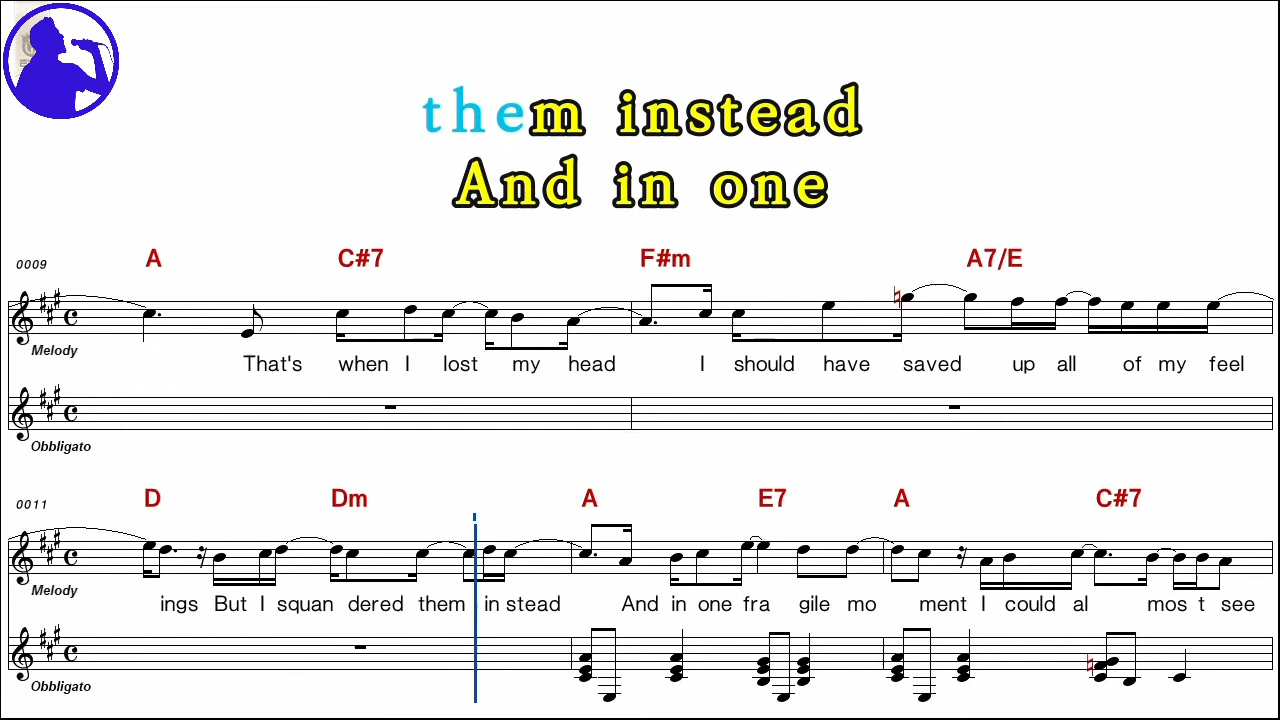 them instead
And in one
0009 A C#7 F#m A7/E
Melody
That's when I lost my head I should have saved up all of my feel
Obbligato
0011 D Dm A E7 A C#7
Melody
ings But I squan dered them in stead And in one fra gile mo ment I could al mos t see
Obbligato